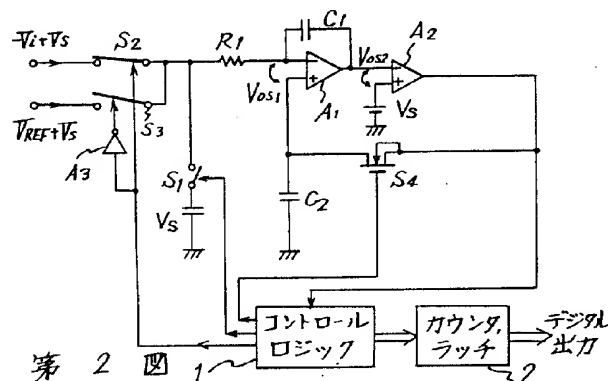 -Vi+Vs
S2
R1
C1
A2
VOS1
A1
VOS2
Vs
VREF+Vs
S3
A3
S1
Vs
C2
S4
コントロール
ロジック
1
カウンタ,
ラッチ
2
デジタル
出力
第 2 図